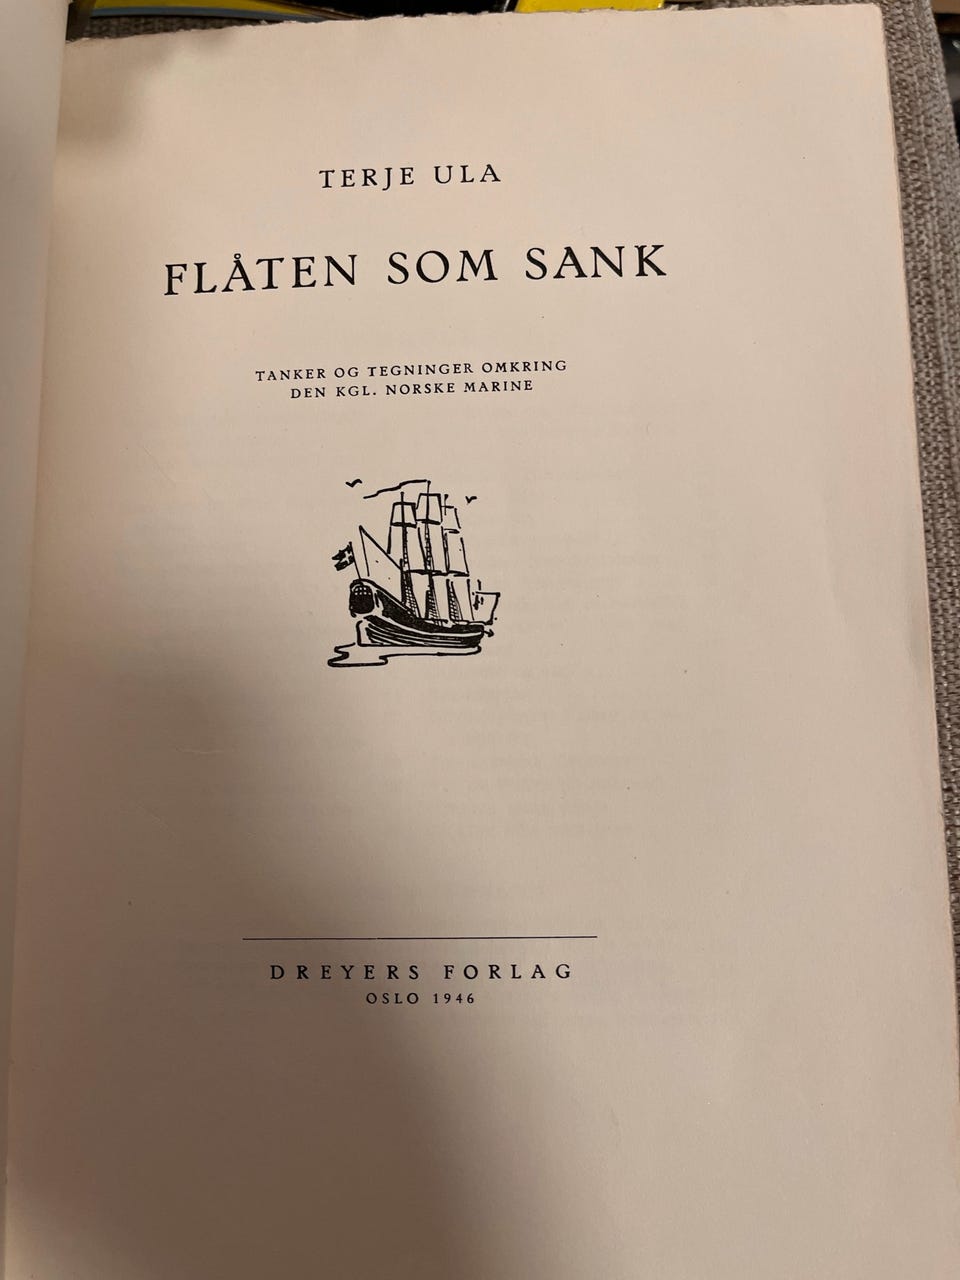 TERJE ULA
FLÅTEN SOM SANK
TANKER OG TEGNINGER OMKRING
DEN KGL. NORSKE MARINE
DREYERS FORLAG
OSLO 1946